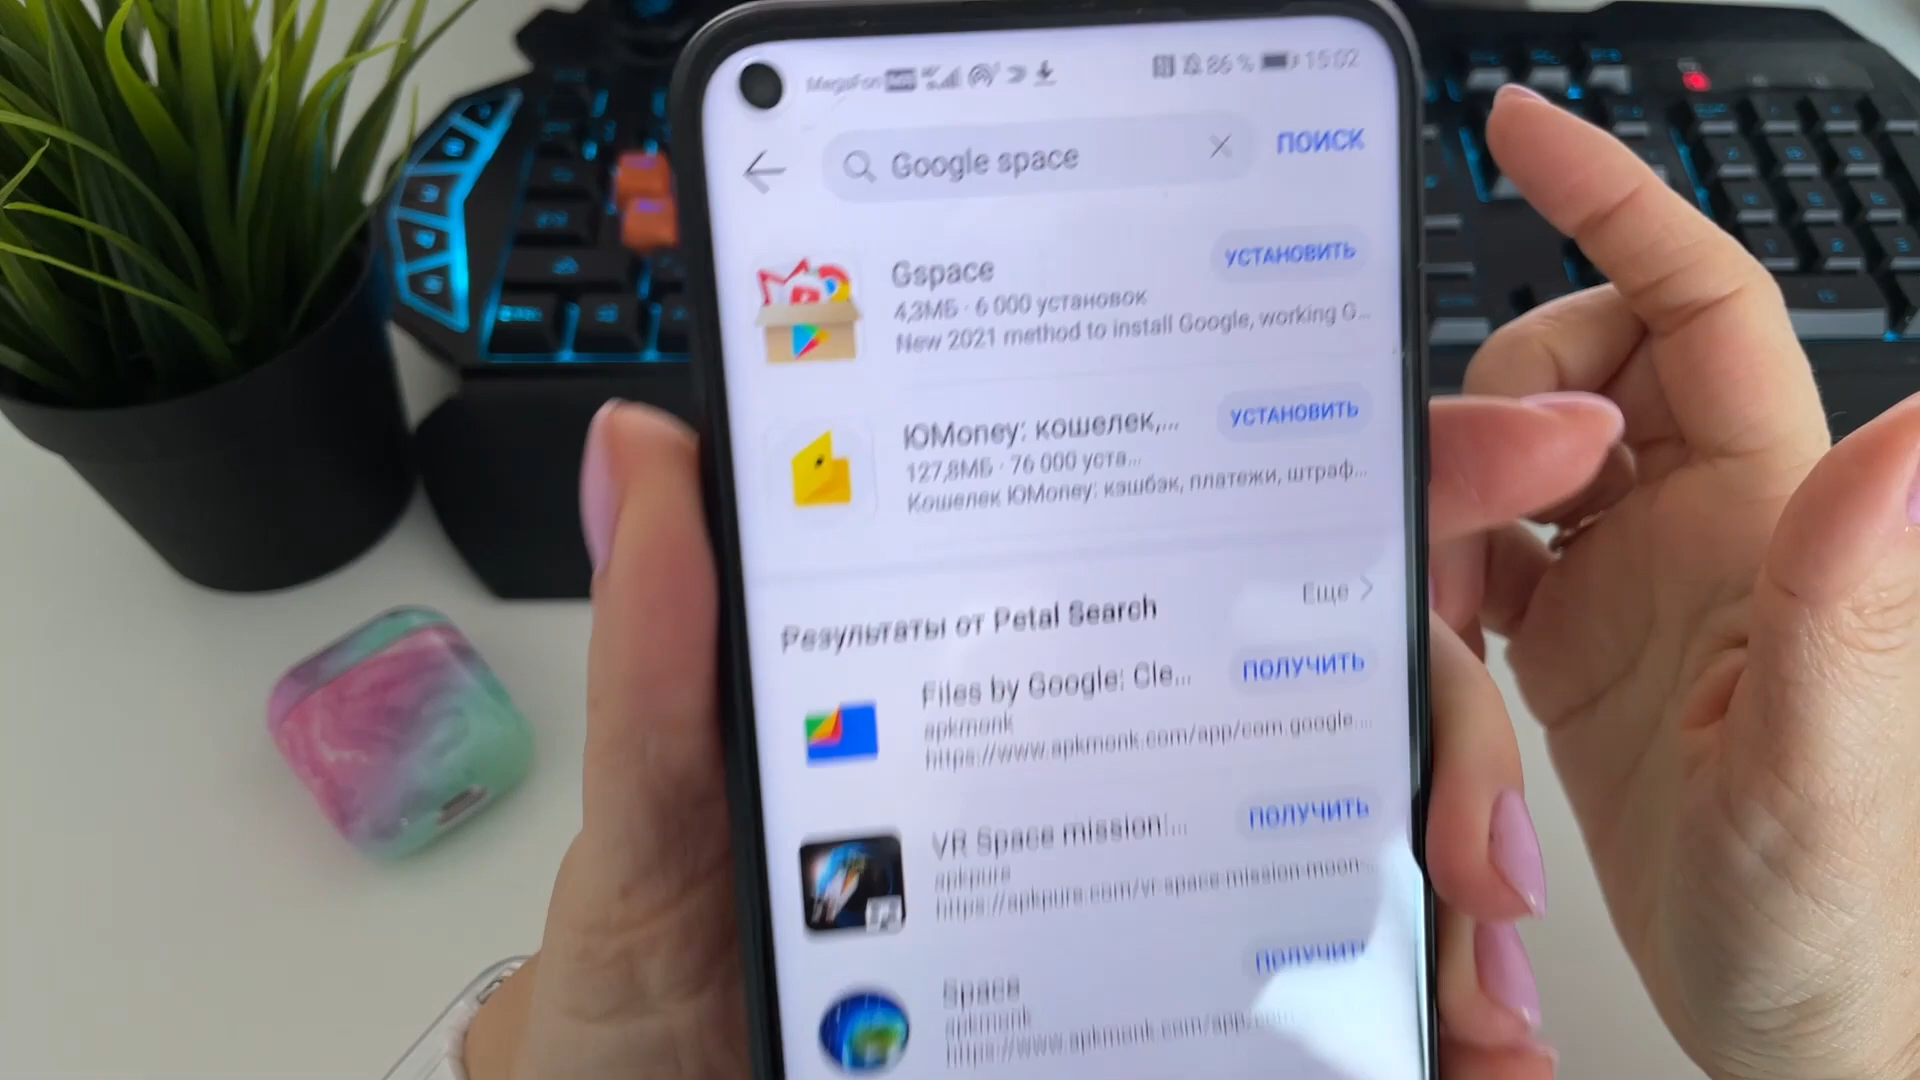 MegaFon
86 %
15:02
Google space
ПОИСК
Gspace
УСТАНОВИТЬ
4,3МБ · 6 000 установок
New 2021 method to install Google, working G...
ЮMoney: кошелек,...
УСТАНОВИТЬ
127,8МБ · 76 000 уста...
Кошелек ЮMoney: кэшбэк, платежи, штраф...
Результаты от Petal Search
Еще
Files by Google: Cle...
ПОЛУЧИТЬ
apkmonk
https://www.apkmonk.com/app/com.google....
VR Space mission:...
ПОЛУЧИТЬ
apkpure
https://apkpure.com/vr-space-mission-moon-...
Space
ПОЛУЧИТЬ
apkmonk
https://www.apkmonk.com/app/com